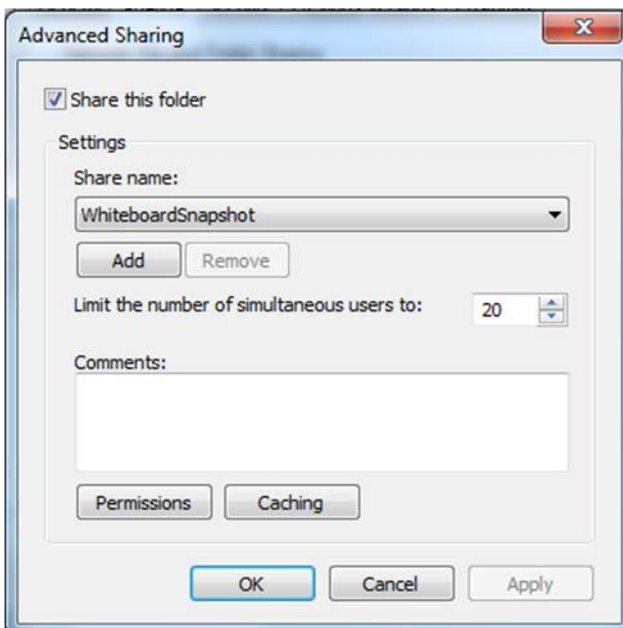 Advanced Sharing
Share this folder
Settings
Share name:
WhiteboardSnapshot
Add Remove
Limit the number of simultaneous users to: 20
Comments:
Permissions Caching
OK Cancel Apply